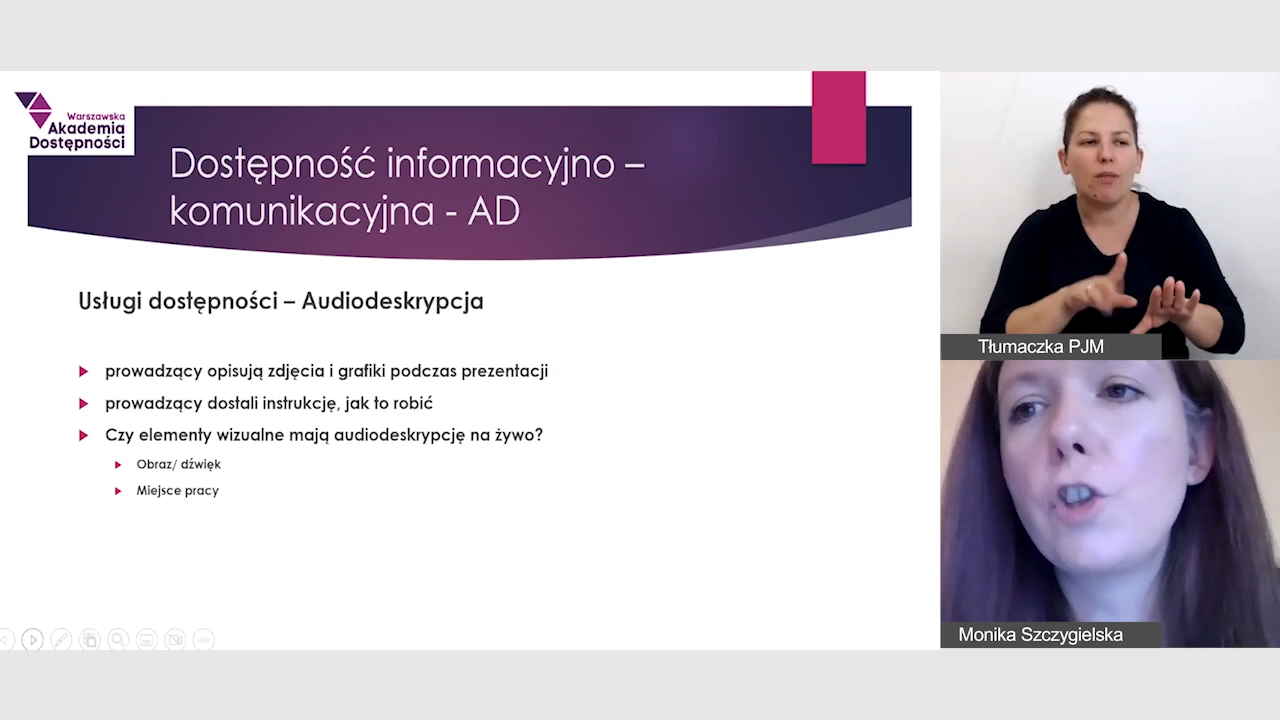 Warszawska
Akademia
Dostępności
Dostępność informacyjno –
komunikacyjna - AD
Usługi dostępności – Audiodeskrypcja
prowadzący opisują zdjęcia i grafiki podczas prezentacji
prowadzący dostali instrukcję, jak to robić
Czy elementy wizualne mają audiodeskrypcję na żywo?
Obraz/ dźwięk
Miejsce pracy
Tłumaczka PJM
Monika Szczygielska